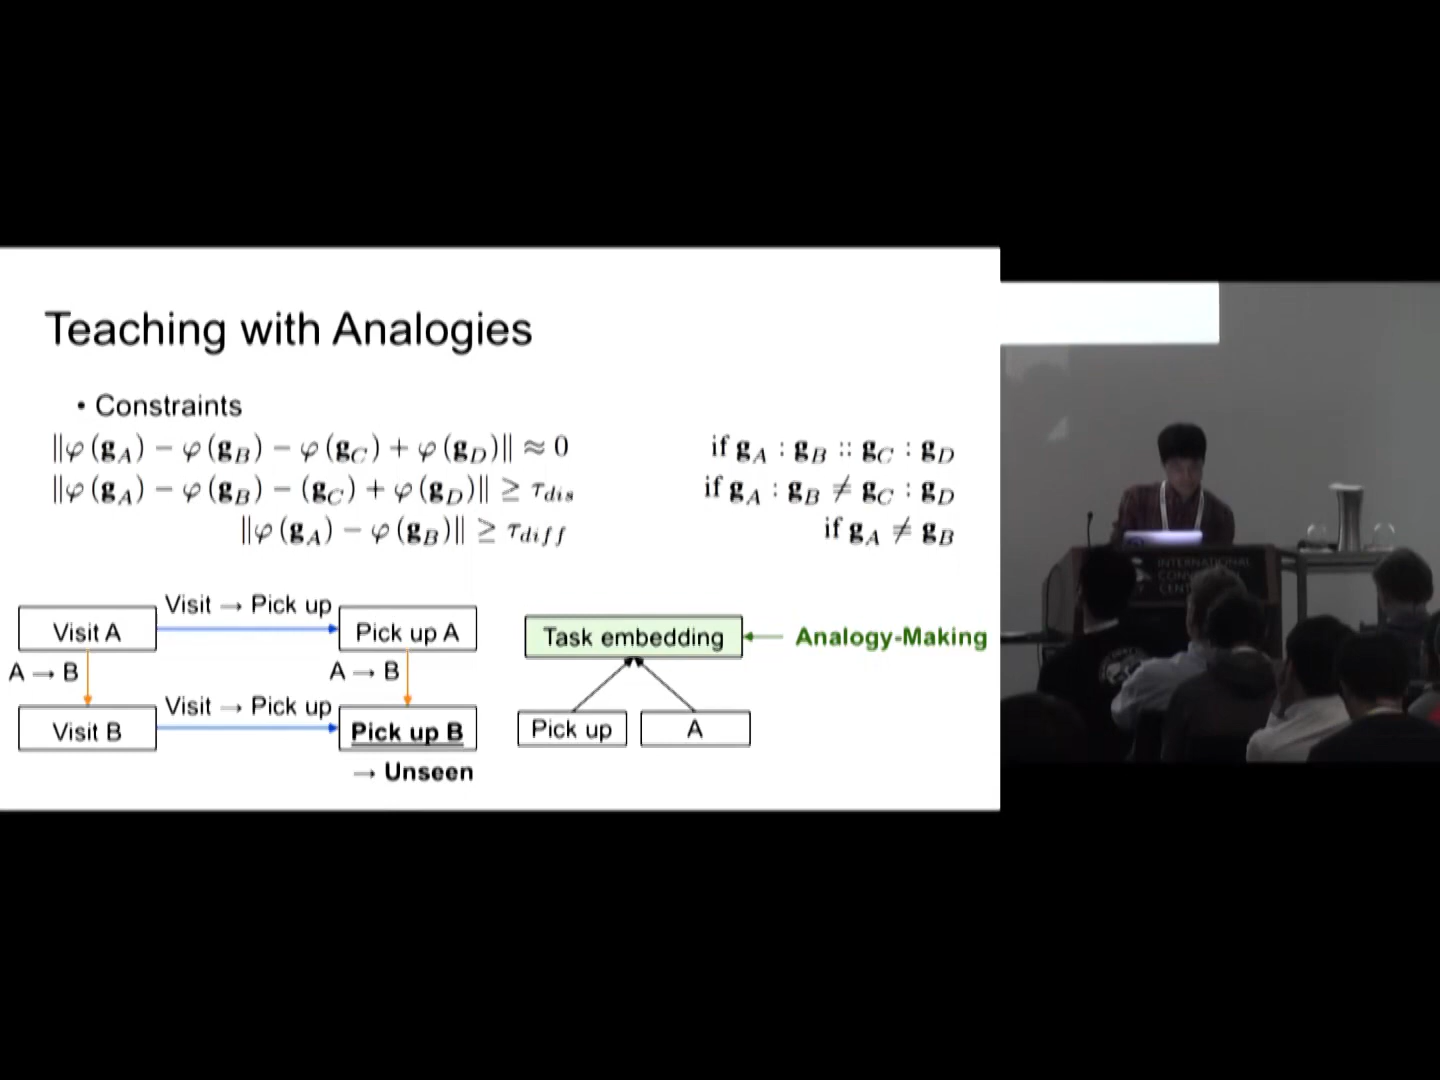 Teaching with Analogies
• Constraints
‖φ(g_A) − φ(g_B) − φ(g_C) + φ(g_D)‖ ≈ 0 if g_A : g_B :: g_C : g_D
‖φ(g_A) − φ(g_B) − (g_C) + φ(g_D)‖ ≥ τ_dis if g_A : g_B ≠ g_C : g_D
‖φ(g_A) − φ(g_B)‖ ≥ τ_diff if g_A ≠ g_B
Visit → Pick up
Visit A
Pick up A
A → B
A → B
Visit → Pick up
Visit B
Pick up B
→ Unseen
Task embedding
Analogy-Making
Pick up
A
INTERNATIONAL